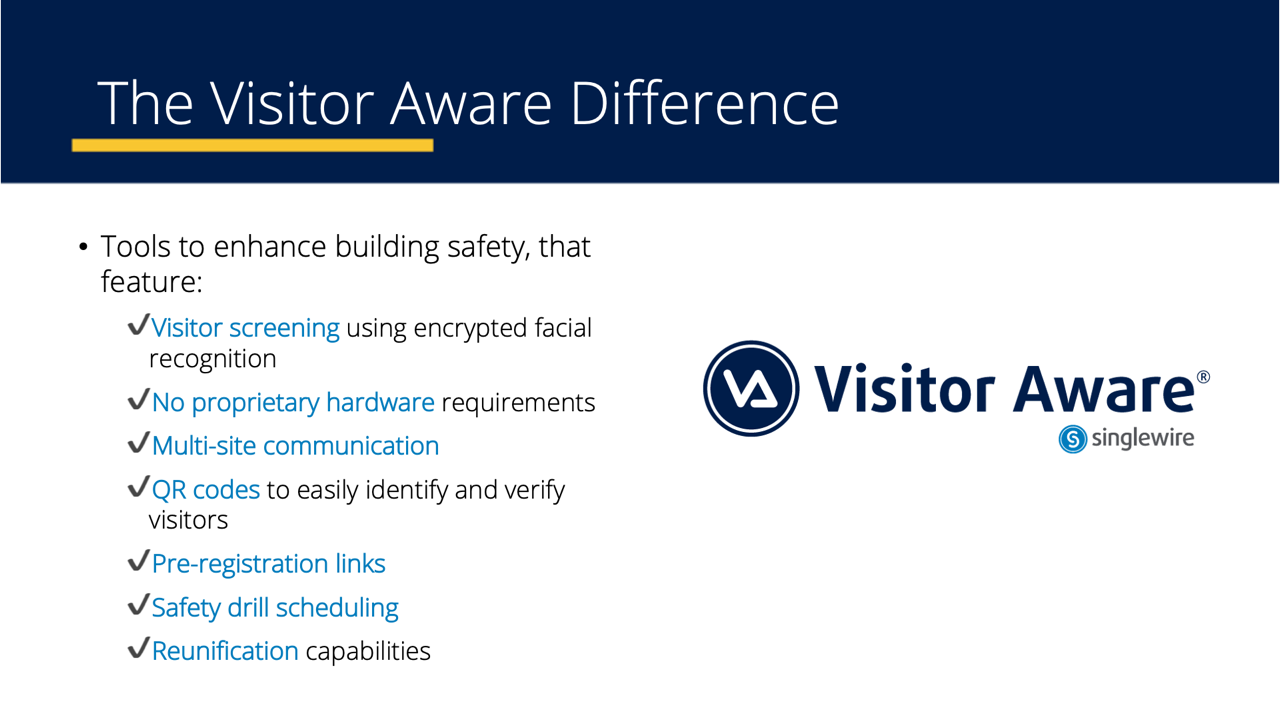 The Visitor Aware Difference
• Tools to enhance building safety, that
feature:
✔Visitor screening using encrypted facial
recognition
✔No proprietary hardware requirements
✔Multi-site communication
✔QR codes to easily identify and verify
visitors
✔Pre-registration links
✔Safety drill scheduling
✔Reunification capabilities
VA Visitor Aware®
S singlewire